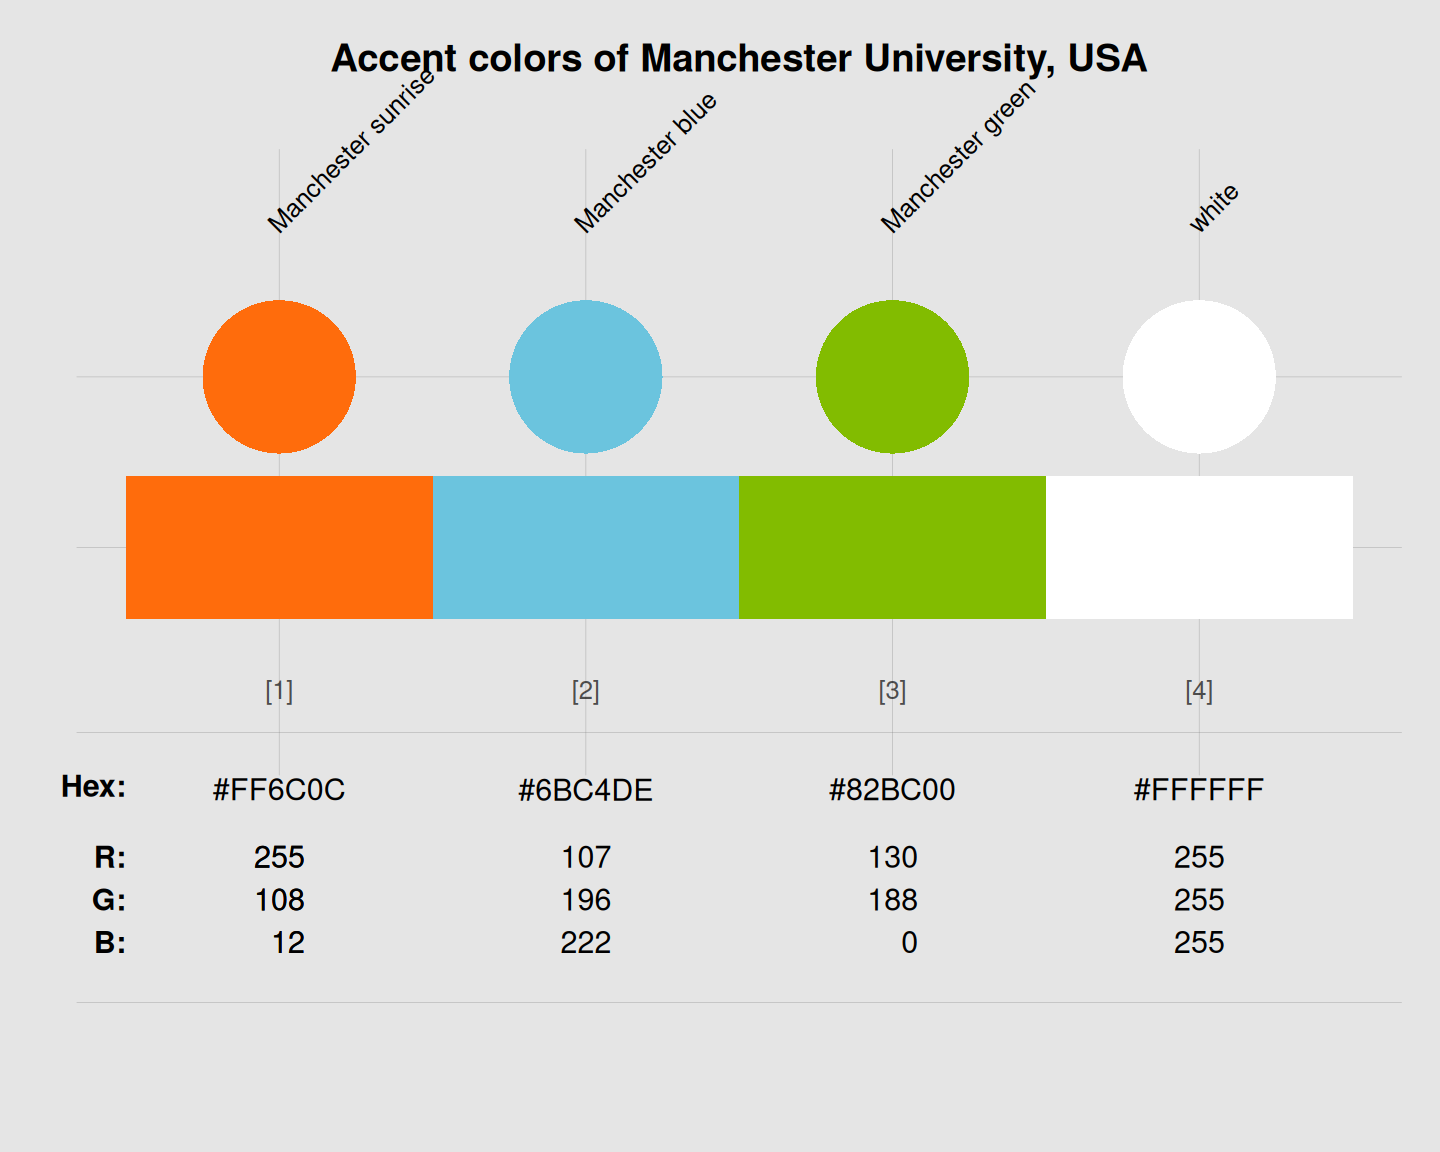 Accent colors of Manchester University, USA
Manchester sunrise
Manchester blue
Manchester green
white
[1] [2] [3] [4]
Hex: #FF6C0C #6BC4DE #82BC00 #FFFFFF
R: 255 107 130 255
G: 108 196 188 255
B: 12 222 0 255